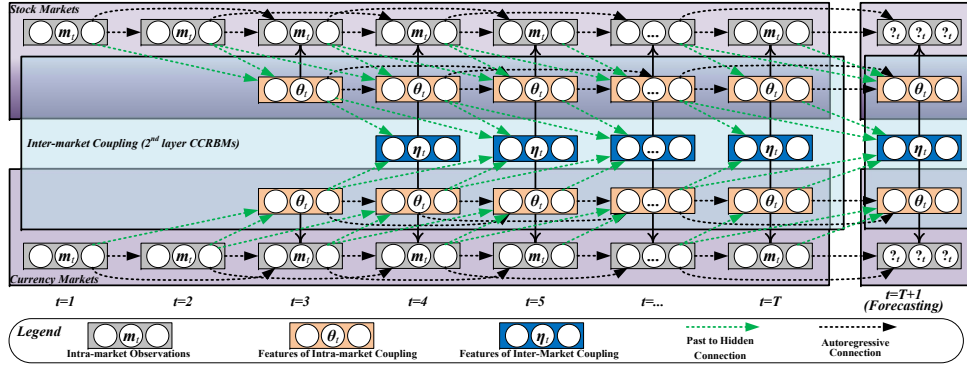 Stock Markets
m_t m_t m_t m_t m_t ... m_t ?_t ?_t ?_t
θ_t θ_t θ_t ... θ_t θ_t
Inter-market Coupling (2nd layer CCRBMs)
η_t η_t ... η_t η_t
θ_t θ_t θ_t ... θ_t θ_t
m_t m_t m_t m_t m_t ... m_t ?_t ?_t ?_t
Currency Markets
t=1 t=2 t=3 t=4 t=5 t=... t=T t=T+1
(Forecasting)
Legend
m_t θ_t η_t
Intra-market Observations
Features of Intra-market Coupling
Features of Inter-Market Coupling
Past to Hidden
Connection
Autoregressive
Connection